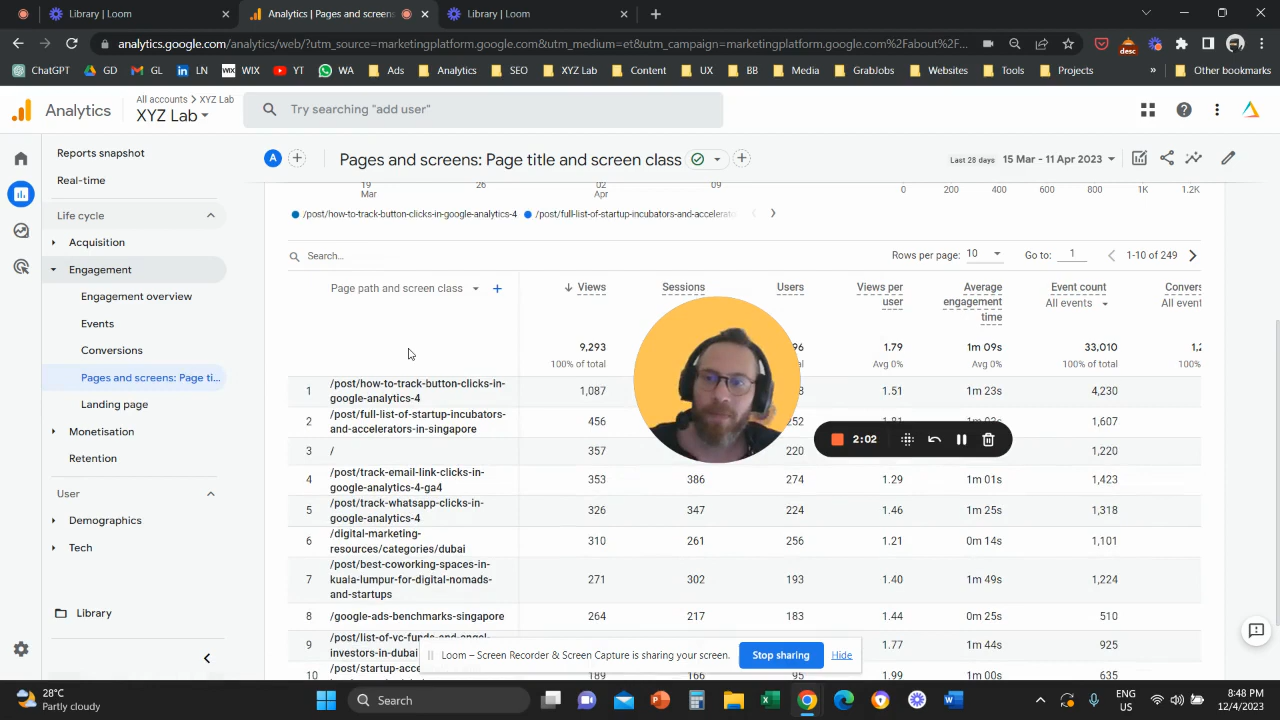 Library | Loom
Analytics | Pages and screens
Library | Loom
analytics.google.com/analytics/web/?utm_source=marketingplatform.google.com&utm_medium=et&utm_campaign=marketingplatform.google.com%2Fabout%2F...
desc
ChatGPT GD GL LN WIX YT WA Ads Analytics SEO XYZ Lab Content UX BB Media GrabJobs Websites Tools Projects » Other bookmarks
Analytics
All accounts > XYZ Lab
XYZ Lab
Try searching "add user"
Reports snapshot
Real-time
Life cycle
Acquisition
Engagement
Engagement overview
Events
Conversions
Pages and screens: Page ti...
Landing page
Monetisation
Retention
User
Demographics
Tech
Library
A
Pages and screens: Page title and screen class
Last 28 days 15 Mar - 11 Apr 2023
19 26 02 09
Mar Apr
0 200 400 600 800 1K 1.2K
/post/how-to-track-button-clicks-in-google-analytics-4 /post/full-list-of-startup-incubators-and-accelerato
Search... Rows per page: 10 Go to: 1 1-10 of 249
Page path and screen class
Views Sessions Users Views per user Average engagement time Event count All events Convers All even
9,293 96 1.79 1m 09s 33,010
100% of total Avg 0% Avg 0% 100% of total
1 /post/how-to-track-button-clicks-in-google-analytics-4 1,087 1.51 1m 23s 4,230
2 /post/full-list-of-startup-incubators-and-accelerators-in-singapore 456 252 1,607
3 / 357 220 1,220
4 /post/track-email-link-clicks-in-google-analytics-4-ga4 353 386 274 1.29 1m 01s 1,423
5 /post/track-whatsapp-clicks-in-google-analytics-4 326 347 224 1.46 1m 25s 1,318
6 /digital-marketing-resources/categories/dubai 310 261 256 1.21 0m 14s 1,101
7 /post/best-coworking-spaces-in-kuala-lumpur-for-digital-nomads-and-startups 271 302 193 1.40 1m 49s 1,224
8 /google-ads-benchmarks-singapore 264 217 183 1.44 0m 25s 510
9 /post/list-of-vc-funds-and-angel-investors-in-dubai 1.77 1m 44s 925
10 /post/startup-acce 189 166 95 1.99 1m 00s 635
2:02
Loom – Screen Recorder & Screen Capture is sharing your screen. Stop sharing Hide
28°C
Partly cloudy
Search
ENG
US
8:48 PM
12/4/2023